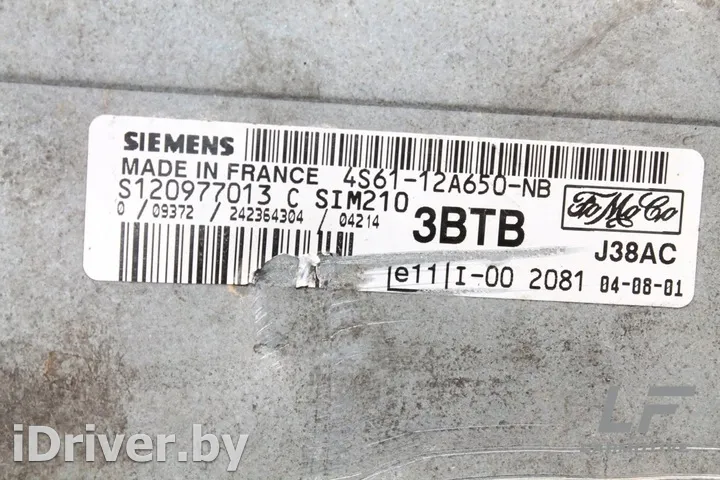 SIEMENS
MADE IN FRANCE 4S61-12A650-NB
S120977013 C SIM210
0 / 09372 / 242364304 / 04214
3BTB
FoMoCo
J38AC
e11 I-00 2081 04-08-01
LF
iDriver.by